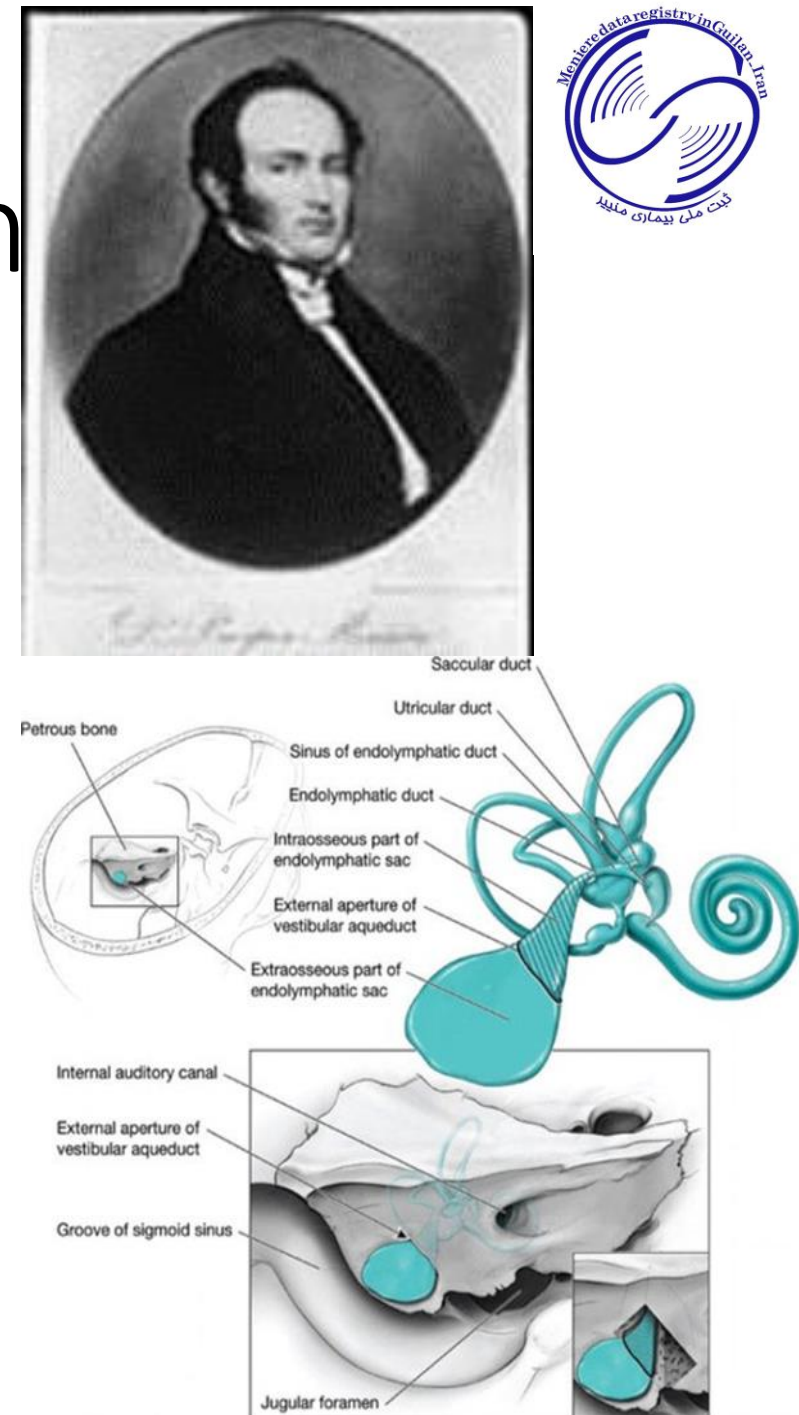 Meniere data registry in Guilan_Iran
ثبت ملی بیماری منییر
n
Saccular duct
Utricular duct
Petrous bone
Sinus of endolymphatic duct
Endolymphatic duct
Intraosseous part of
endolymphatic sac
External aperture of
vestibular aqueduct
Extraosseous part of
endolymphatic sac
Internal auditory canal
External aperture of
vestibular aqueduct
Groove of sigmoid sinus
Jugular foramen